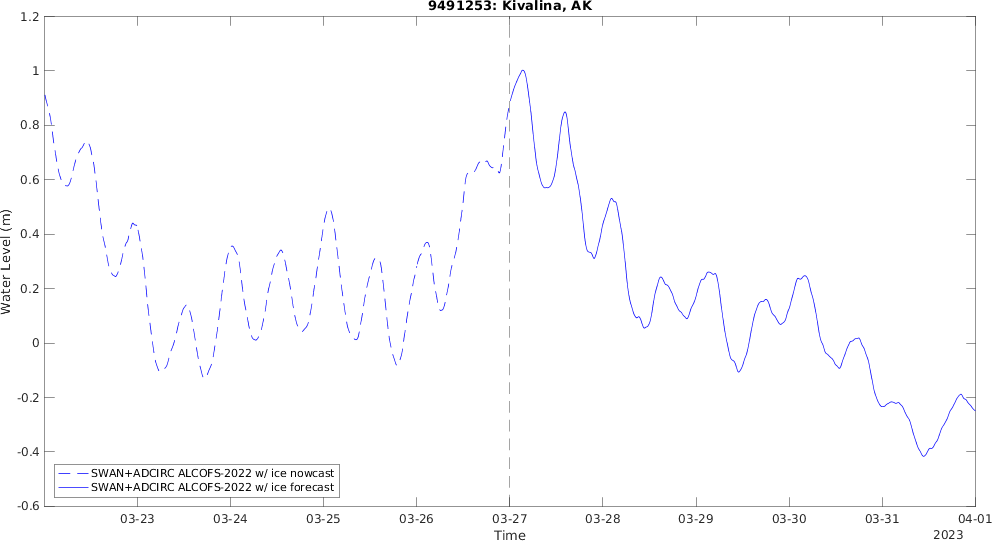 9491253: Kivalina, AK
1.2
1
0.8
0.6
0.4
0.2
0
-0.2
-0.4
-0.6
Water Level (m)
SWAN+ADCIRC ALCOFS-2022 w/ ice nowcast
SWAN+ADCIRC ALCOFS-2022 w/ ice forecast
03-23 03-24 03-25 03-26 03-27 03-28 03-29 03-30 03-31 04-01
Time
2023